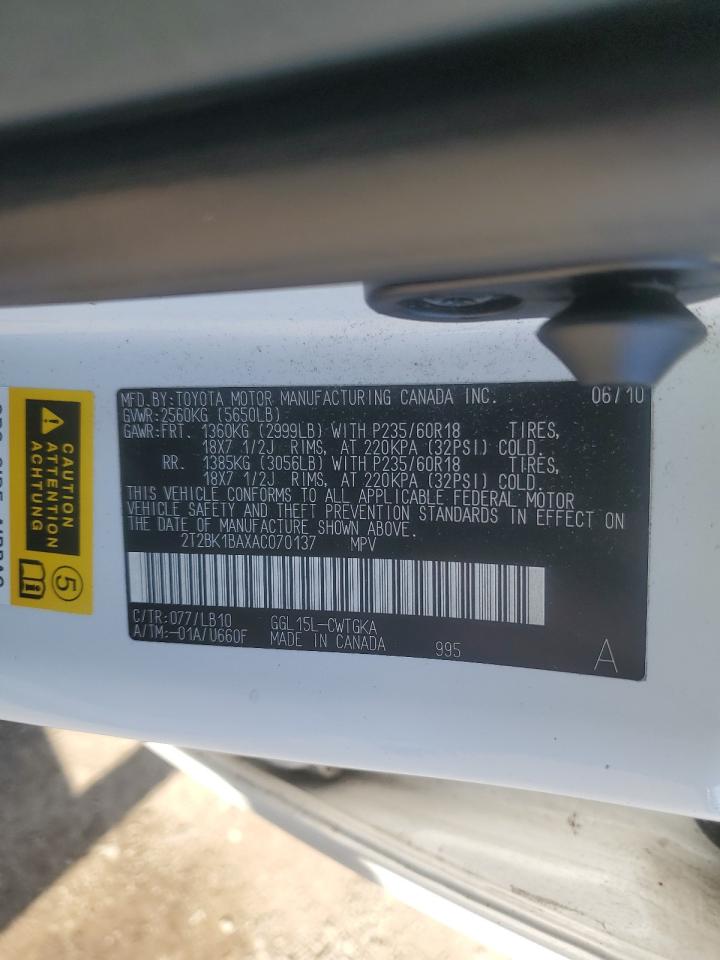 MFD.BY:TOYOTA MOTOR MANUFACTURING CANADA INC. 06/10
GVWR:2560KG (5650LB)
GAWR:FRT. 1360KG (2999LB) WITH P235/60R18 TIRES,
18X7 1/2J RIMS, AT 220KPA (32PSI) COLD.
RR. 1385KG (3056LB) WITH P235/60R18 TIRES,
18X7 1/2J RIMS, AT 220KPA (32PSI) COLD.
THIS VEHICLE CONFORMS TO ALL APPLICABLE FEDERAL MOTOR
VEHICLE SAFETY AND THEFT PREVENTION STANDARDS IN EFFECT ON
THE DATE OF MANUFACTURE SHOWN ABOVE.
2T2BK1BAXAC070137 MPV
C/TR:077/LB10 GGL15L-CWTGKA
A/TM:-01A/U660F MADE IN CANADA 995 A
CAUTION
ATTENTION
ACHTUNG
5